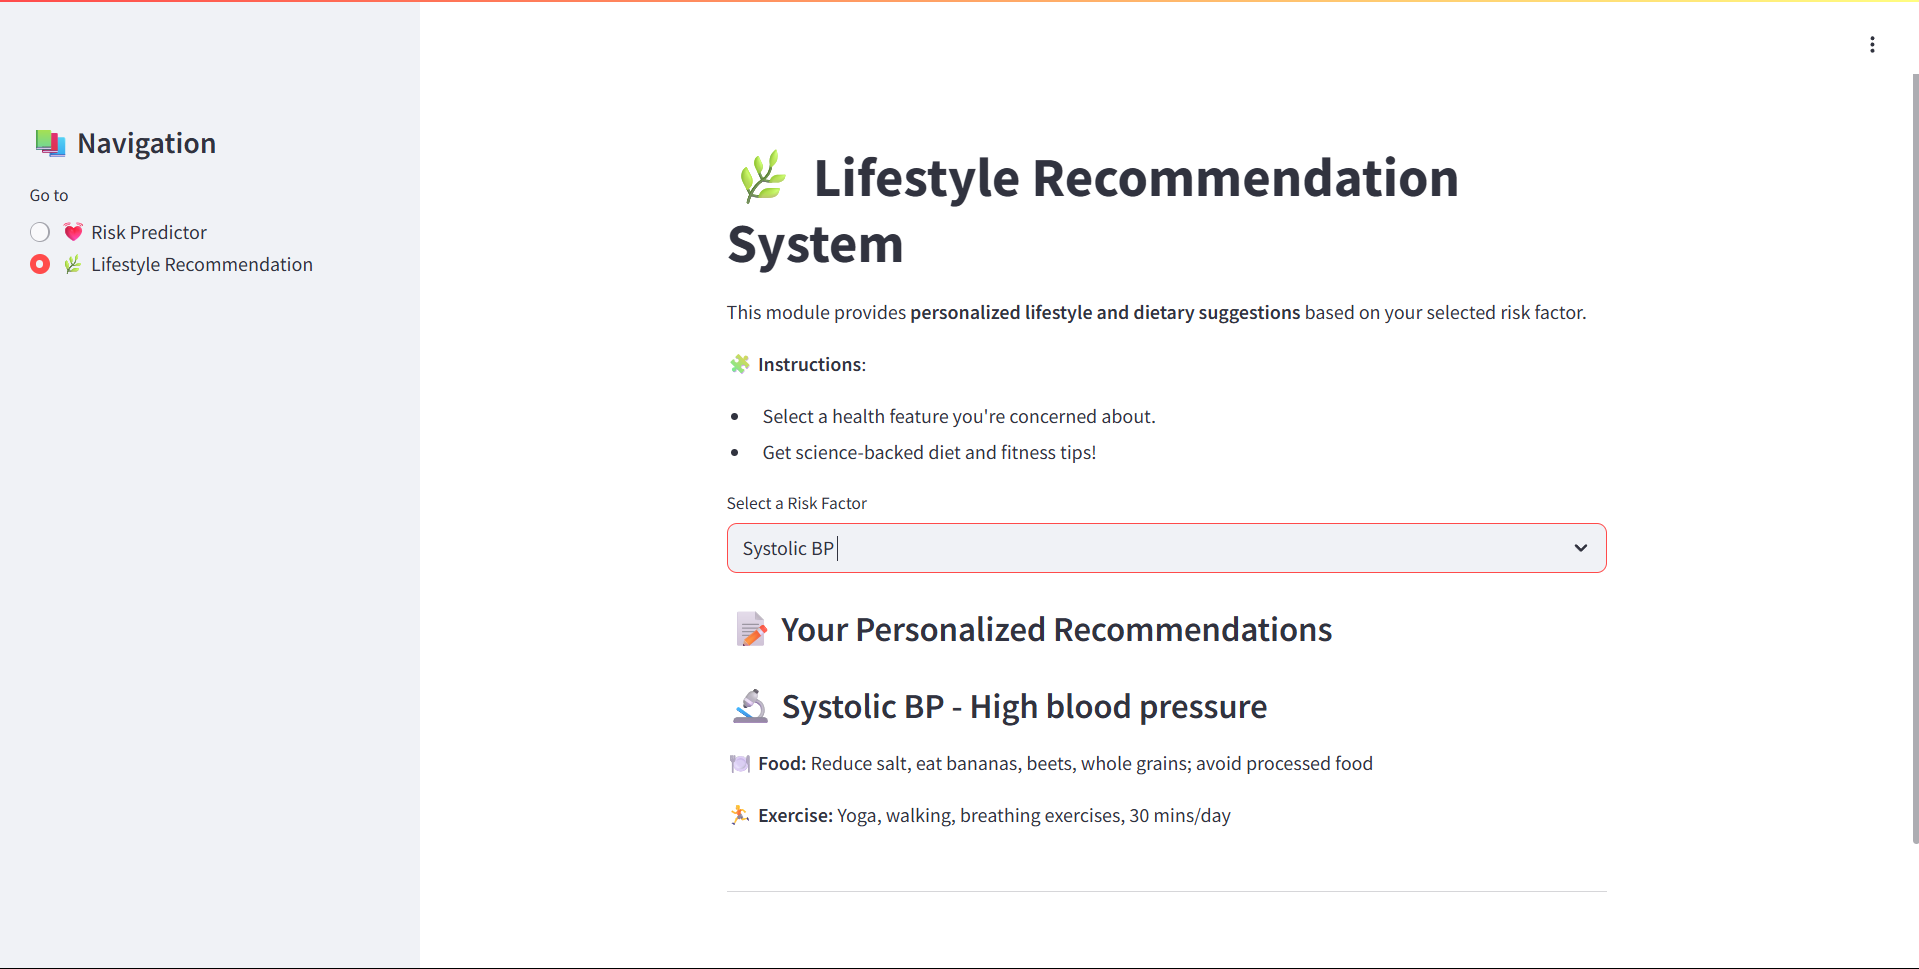 Navigation
Go to
Risk Predictor
Lifestyle Recommendation
Lifestyle Recommendation
System
This module provides personalized lifestyle and dietary suggestions based on your selected risk factor.
Instructions:
Select a health feature you're concerned about.
Get science-backed diet and fitness tips!
Select a Risk Factor
Systolic BP
Your Personalized Recommendations
Systolic BP - High blood pressure
Food: Reduce salt, eat bananas, beets, whole grains; avoid processed food
Exercise: Yoga, walking, breathing exercises, 30 mins/day